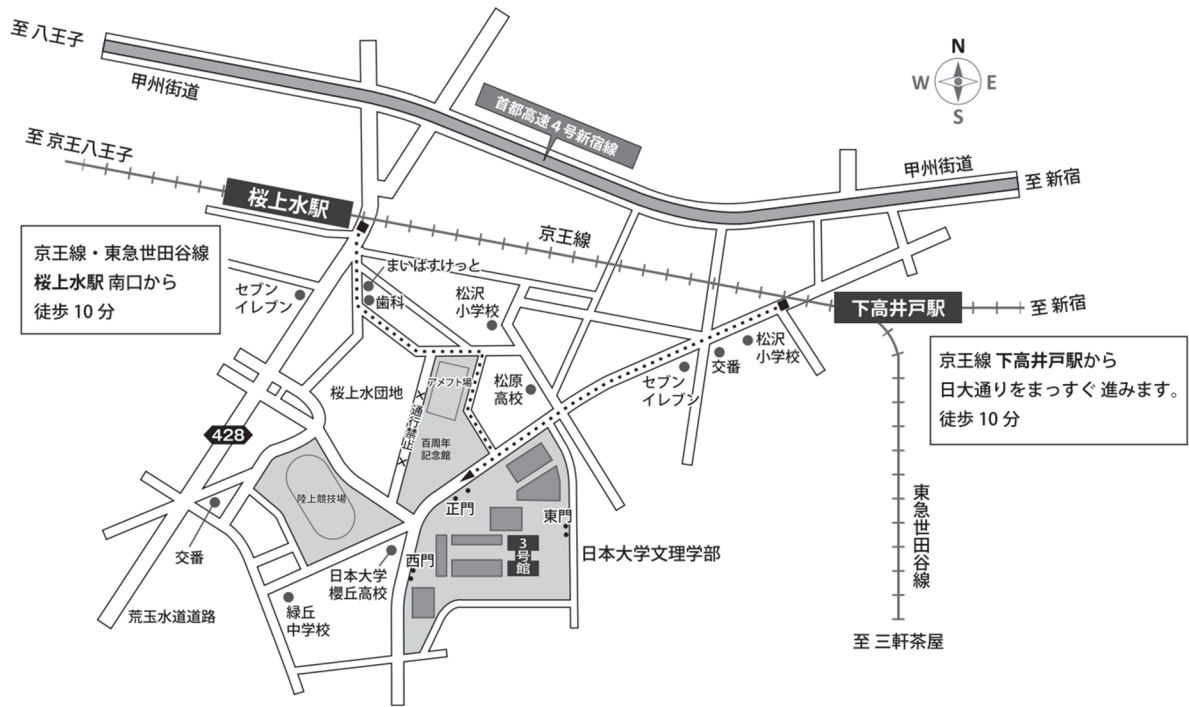 至 八王子
甲州街道
首都高速4号新宿線
N
W
E
S
至 京王八王子
甲州街道
至 新宿
桜上水駅
京王線
京王線・東急世田谷線
桜上水駅 南口から
徒歩 10 分
まいばすけっと
セブン
イレブン
歯科
松沢
小学校
下高井戸駅
至 新宿
京王線 下高井戸駅から
日大通りをまっすぐ 進みます。
徒歩 10 分
松沢
小学校
交番
セブン
イレブン
アメフト場
桜上水団地
松原
高校
通行禁止
428
百周年
記念館
陸上競技場
正門
東門
交番
西門
3号館
日本大学文理学部
東急世田谷線
日本大学
櫻丘高校
緑丘
中学校
荒玉水道道路
至 三軒茶屋